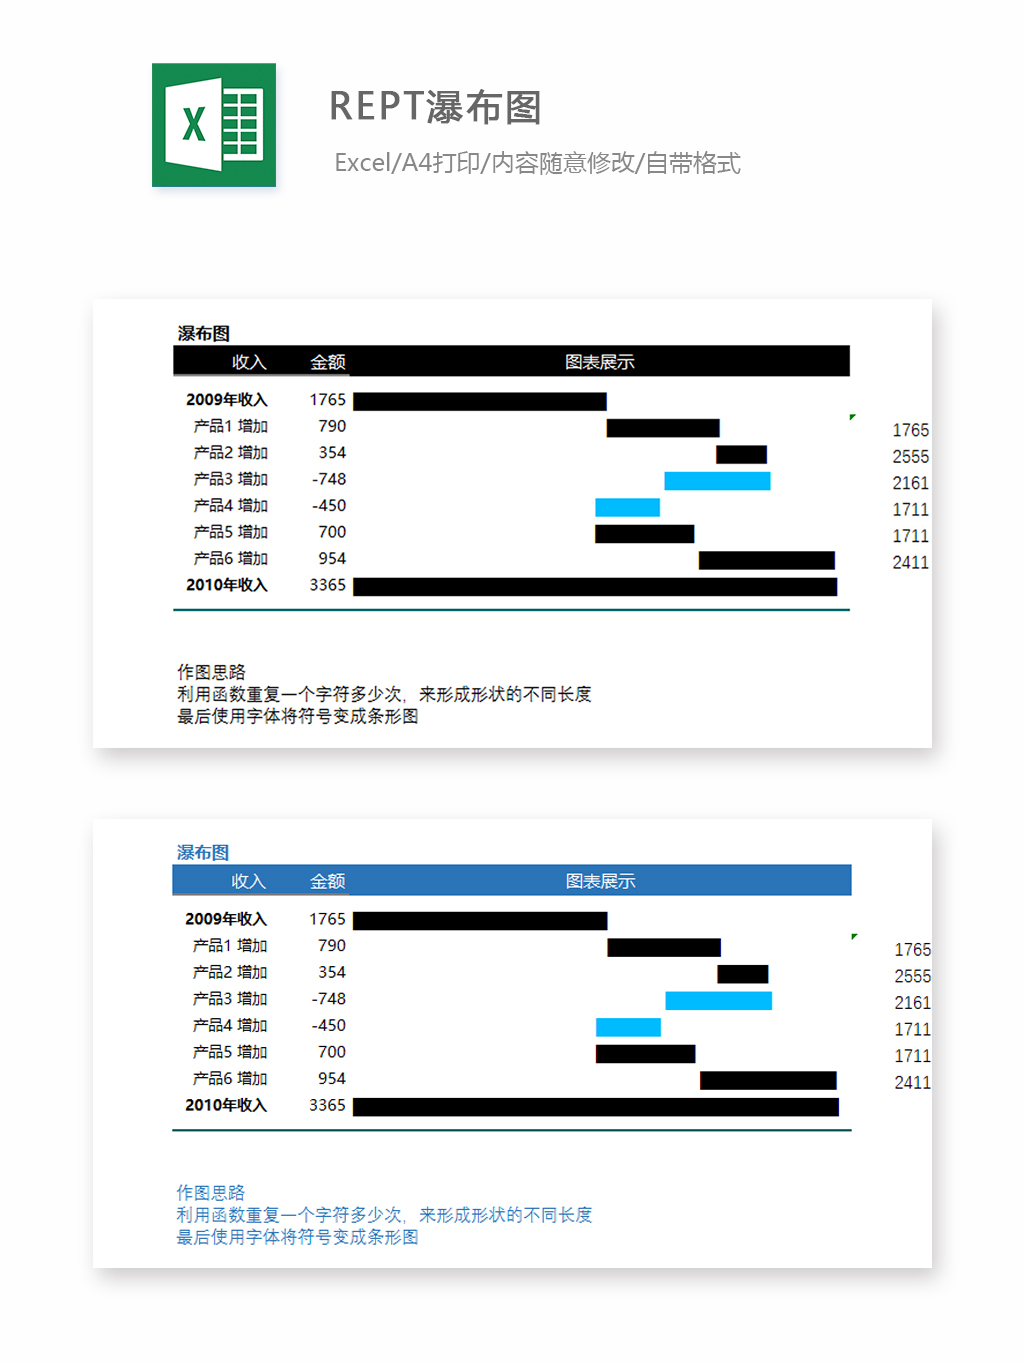 X
REPT瀑布图
Excel/A4打印/内容随意修改/自带格式
瀑布图
收入 金额 图表展示
2009年收入 1765
产品1 增加 790 1765
产品2 增加 354 2555
产品3 增加 -748 2161
产品4 增加 -450 1711
产品5 增加 700 1711
产品6 增加 954 2411
2010年收入 3365
作图思路
利用函数重复一个字符多少次，来形成形状的不同长度
最后使用字体将符号变成条形图
瀑布图
收入 金额 图表展示
2009年收入 1765
产品1 增加 790 1765
产品2 增加 354 2555
产品3 增加 -748 2161
产品4 增加 -450 1711
产品5 增加 700 1711
产品6 增加 954 2411
2010年收入 3365
作图思路
利用函数重复一个字符多少次，来形成形状的不同长度
最后使用字体将符号变成条形图